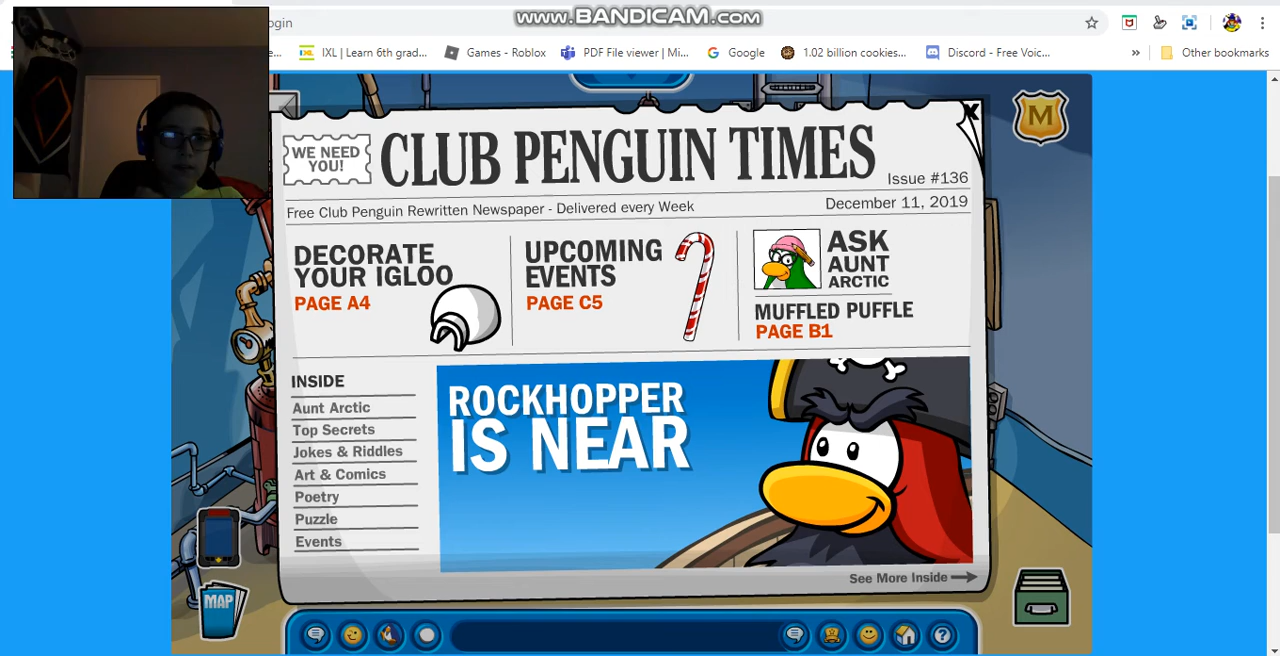 www.BANDICAM.com
ogin
e...
IXL | Learn 6th grad...
Games - Roblox
PDF File viewer | Mi...
Google
1.02 billion cookies...
Discord - Free Voic...
»
Other bookmarks
WE NEED
YOU!
CLUB PENGUIN TIMES
Issue #136
Free Club Penguin Rewritten Newspaper - Delivered every Week
December 11, 2019
DECORATE
YOUR IGLOO
PAGE A4
UPCOMING
EVENTS
PAGE C5
ASK
AUNT
ARCTIC
MUFFLED PUFFLE
PAGE B1
INSIDE
Aunt Arctic
Top Secrets
Jokes & Riddles
Art & Comics
Poetry
Puzzle
Events
ROCKHOPPER
IS NEAR
See More Inside
X
M
MAP
?